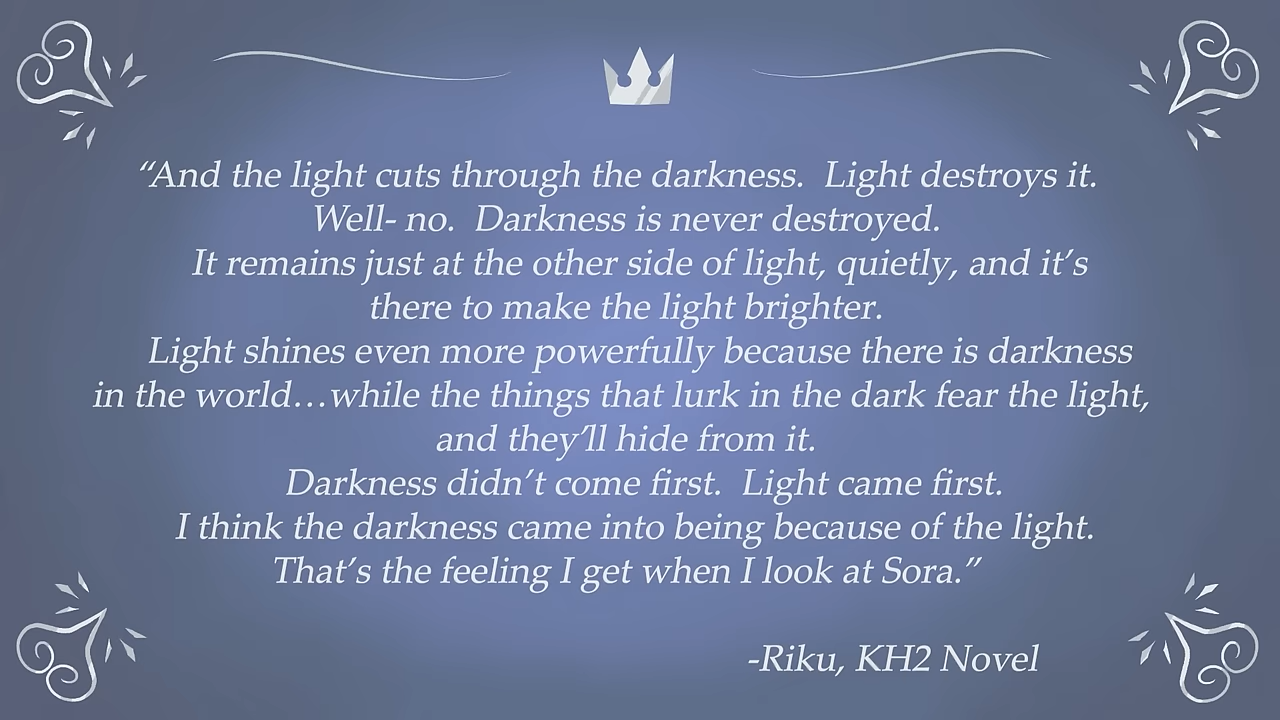 “And the light cuts through the darkness.  Light destroys it.
Well- no.  Darkness is never destroyed.
It remains just at the other side of light, quietly, and it’s
there to make the light brighter.
Light shines even more powerfully because there is darkness
in the world…while the things that lurk in the dark fear the light,
and they’ll hide from it.
Darkness didn’t come first.  Light came first.
I think the darkness came into being because of the light.
That’s the feeling I get when I look at Sora.”
-Riku, KH2 Novel